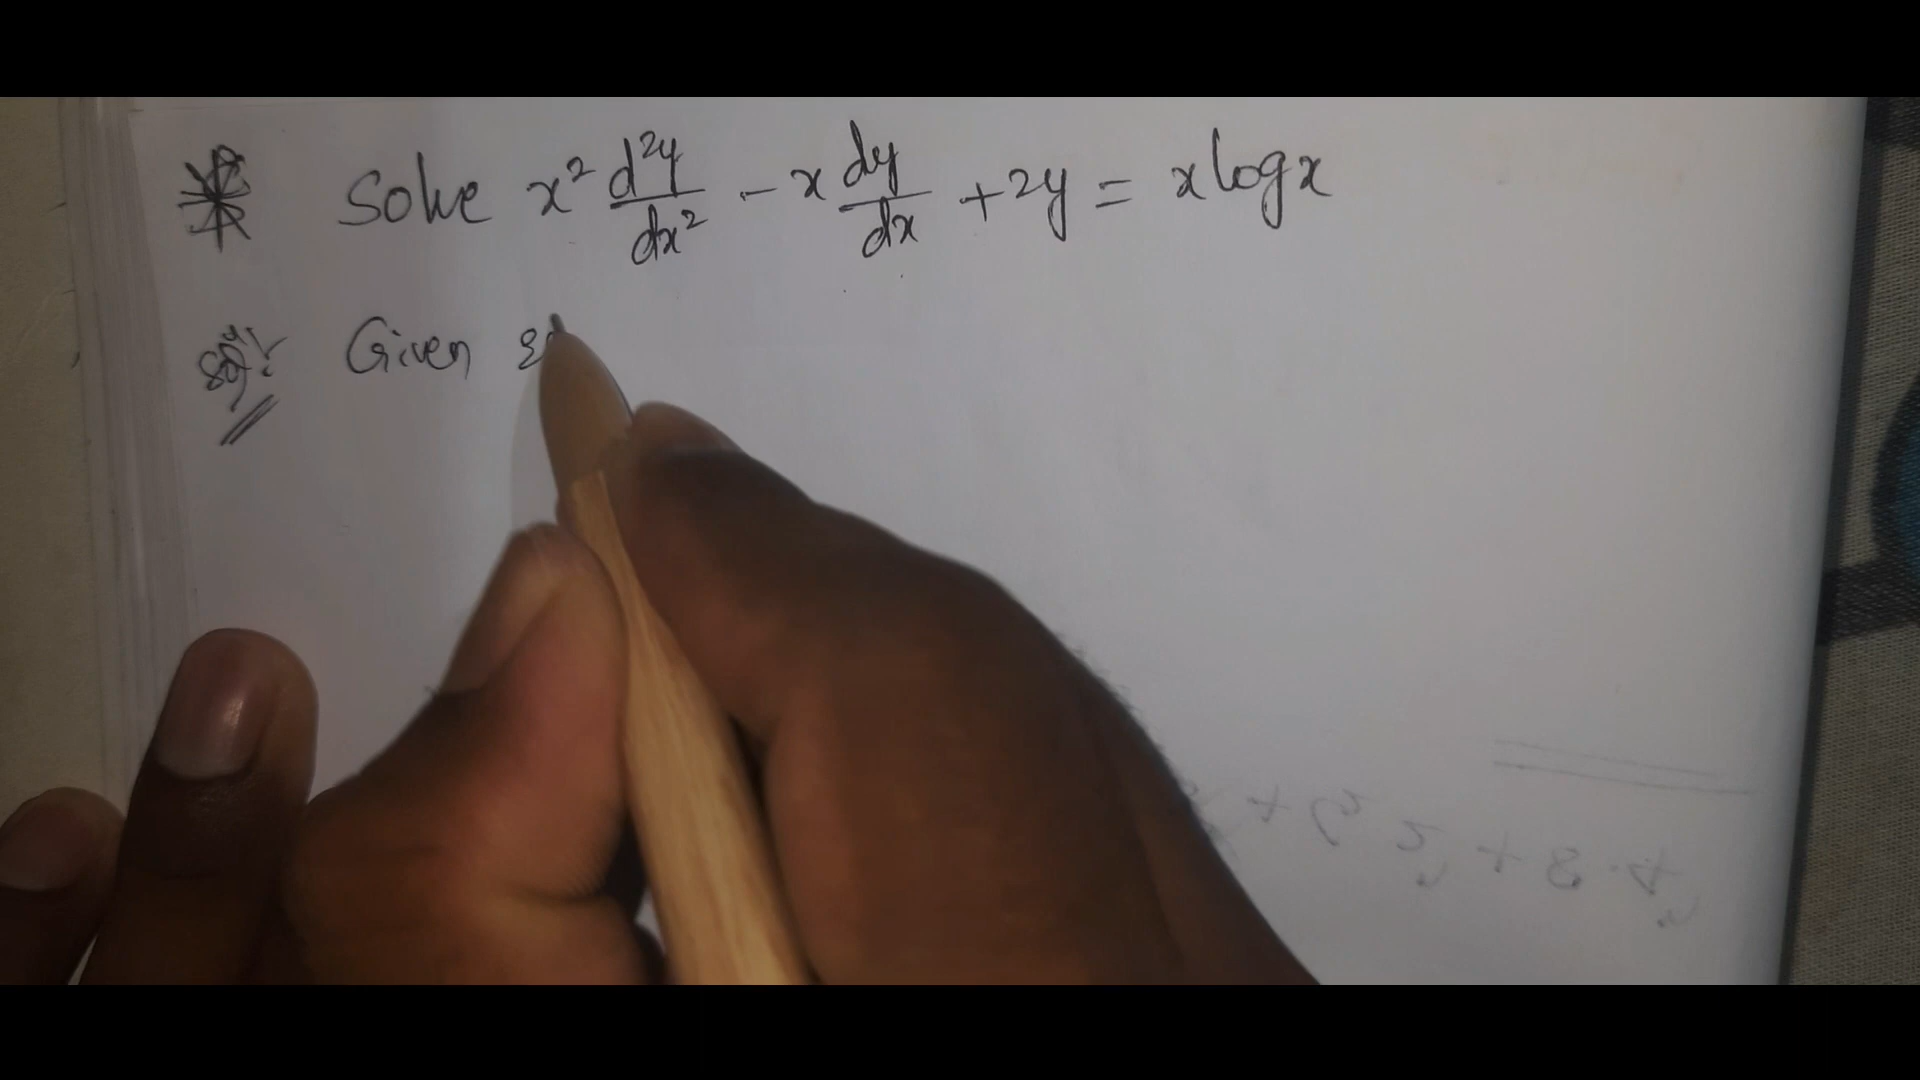 * Solve x² d²y/dx² - x dy/dx + 2y = x log x
Sol: Given